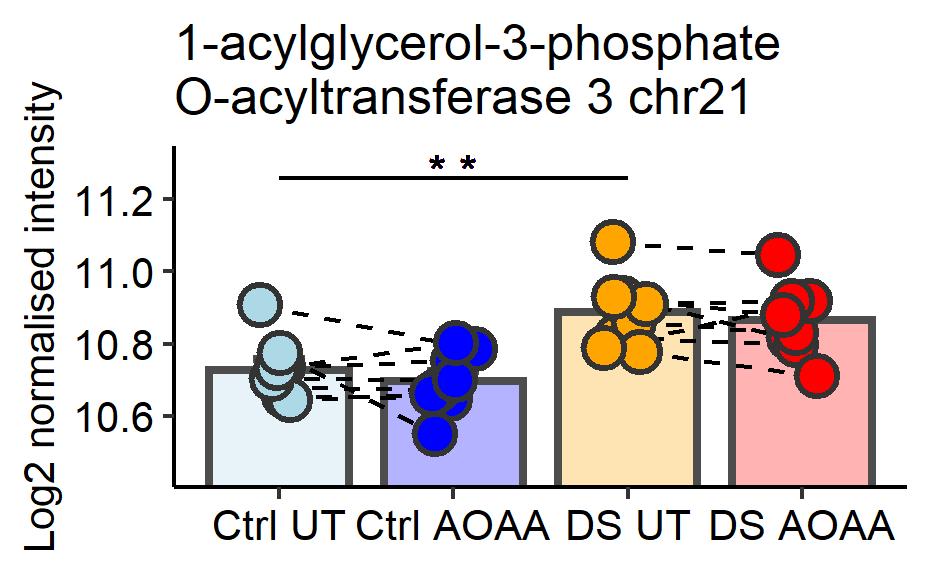 1-acylglycerol-3-phosphate
O-acyltransferase 3 chr21
Log2 normalised intensity
* *
11.2
11.0
10.8
10.6
Ctrl UT Ctrl AOAA DS UT DS AOAA